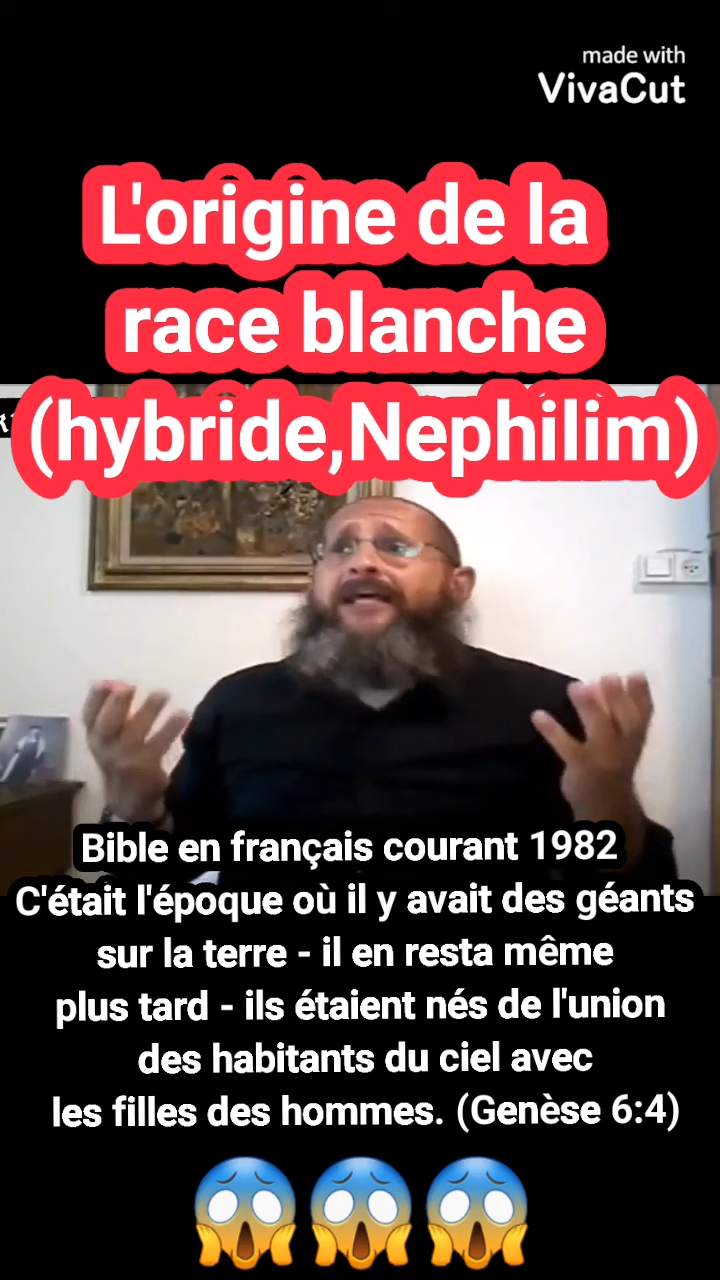 made with
VivaCut
L'origine de la
race blanche
(hybride,Nephilim)
Bible en français courant 1982
C'était l'époque où il y avait des géants
sur la terre - il en resta même
plus tard - ils étaient nés de l'union
des habitants du ciel avec
les filles des hommes. (Genèse 6:4)